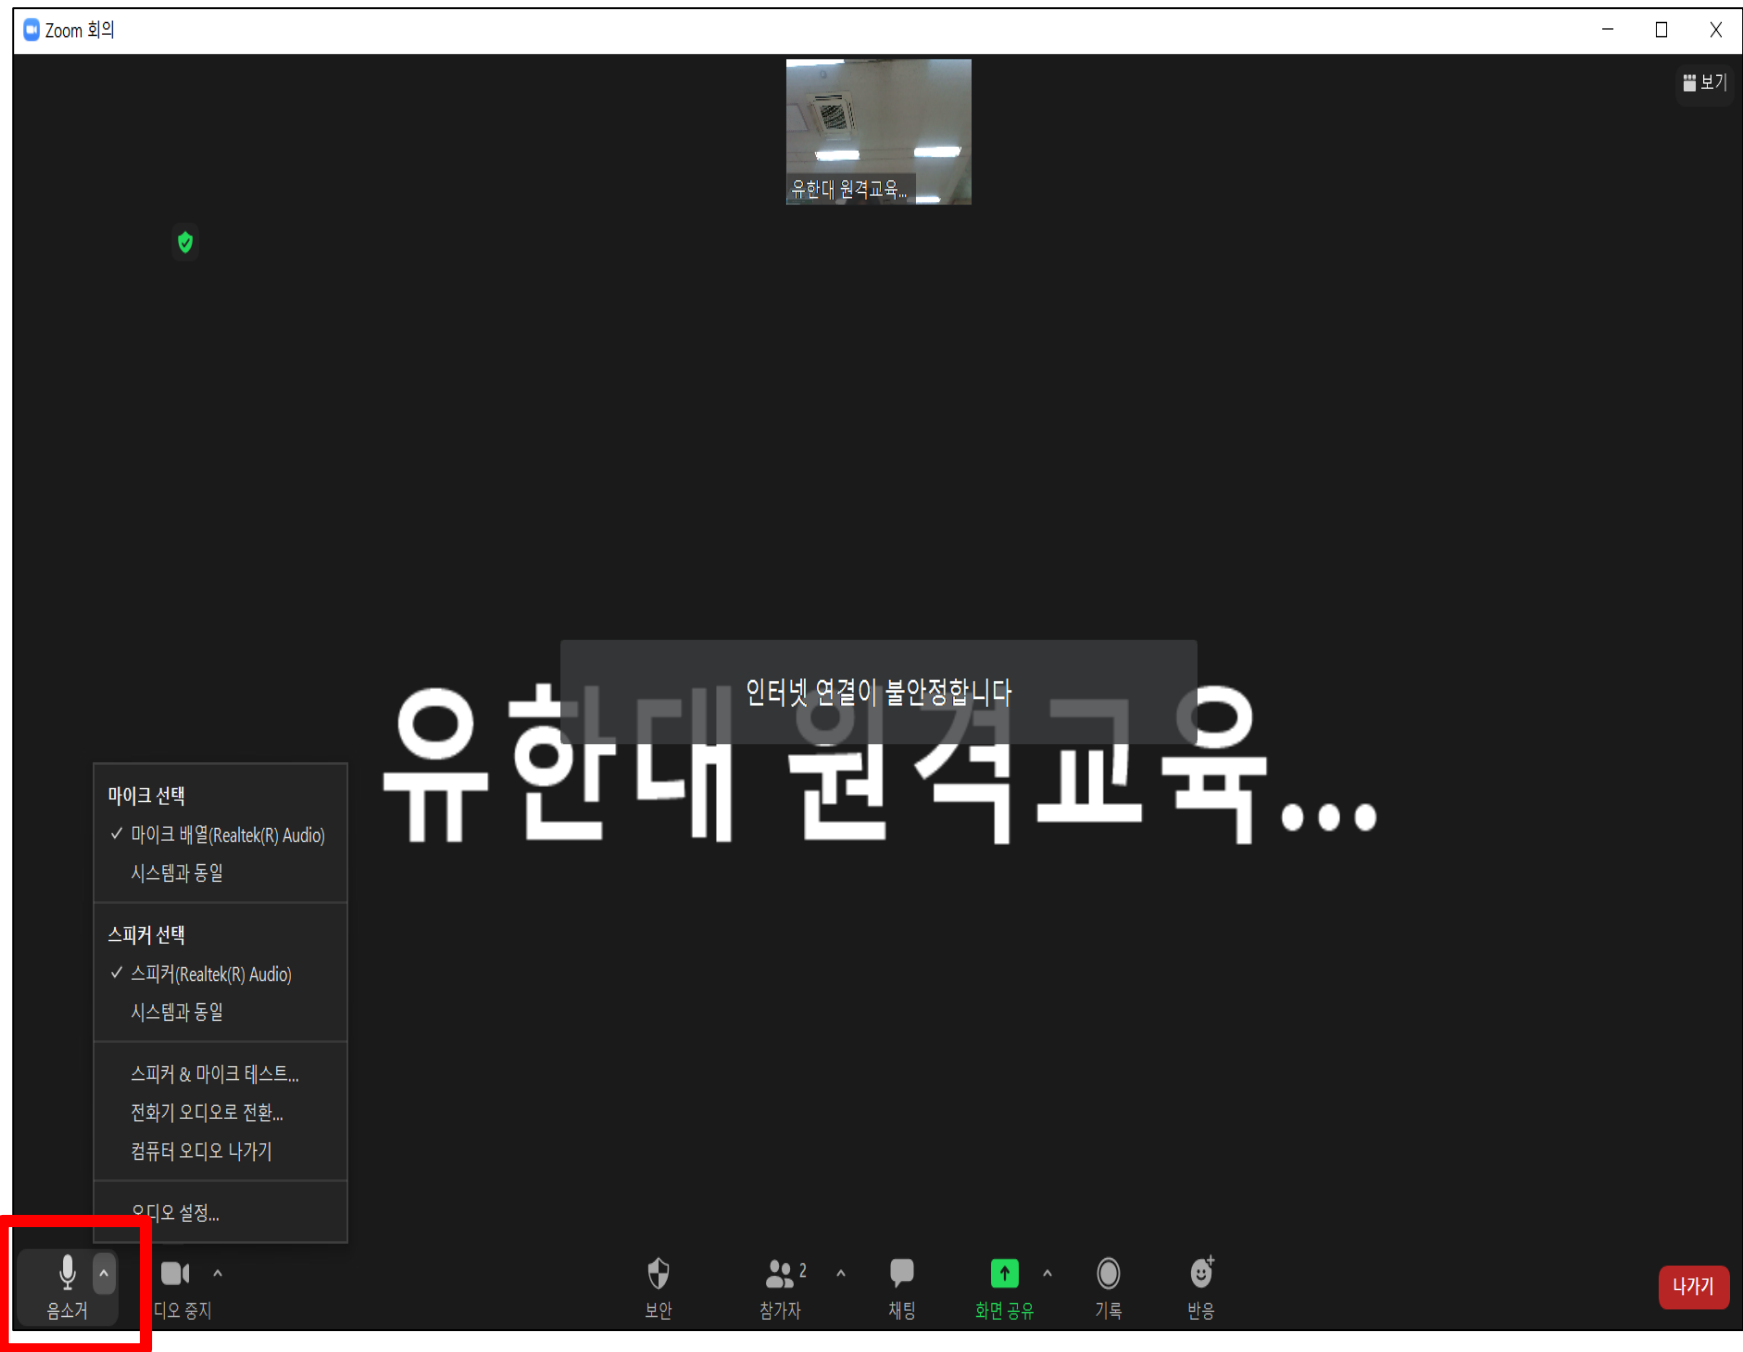 Zoom 회의
보기
유한대 원격교육...
인터넷 연결이 불안정합니다
유한대 원격교육...
마이크 선택
✓ 마이크 배열(Realtek(R) Audio)
시스템과 동일
스피커 선택
✓ 스피커(Realtek(R) Audio)
시스템과 동일
스피커 & 마이크 테스트...
전화기 오디오로 전환...
컴퓨터 오디오 나가기
오디오 설정...
음소거
디오 중지
보안
참가자 2
채팅
화면 공유
기록
반응
나가기